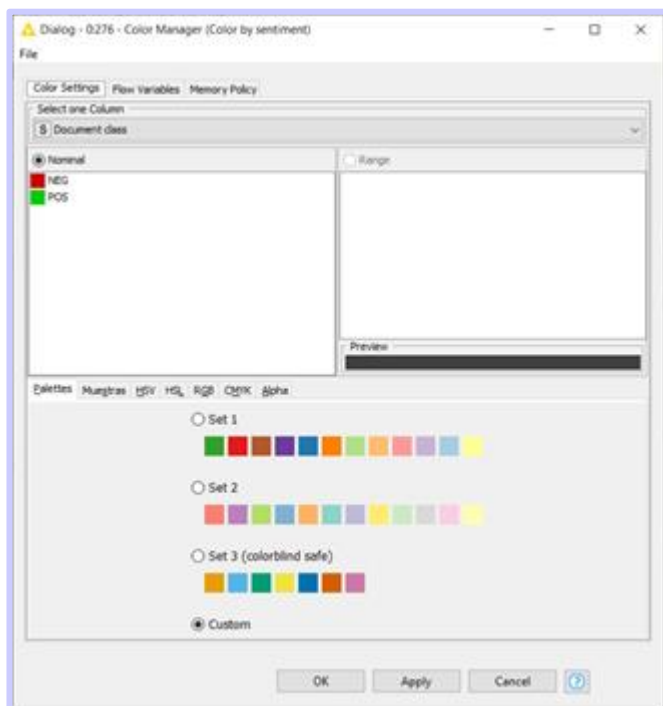 Dialog - 0:276 - Color Manager (Color by sentiment)
File
Color Settings Flow Variables Memory Policy
Select one Column
S Document class
Nominal Range
NEG
POS
Preview
Palettes Muestras HSV HSL RGB CMYK Alpha
Set 1
Set 2
Set 3 (colorblind safe)
Custom
OK Apply Cancel ?